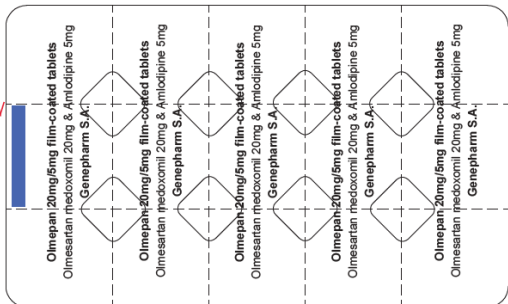 Olmepan 20mg/5mg film-coated tablets
Olmesartan medoxomil 20mg & Amlodipine 5mg
Genepharm S.A.
Olmepan 20mg/5mg film-coated tablets
Olmesartan medoxomil 20mg & Amlodipine 5mg
Genepharm S.A.
Olmepan 20mg/5mg film-coated tablets
Olmesartan medoxomil 20mg & Amlodipine 5mg
Genepharm S.A.
Olmepan 20mg/5mg film-coated tablets
Olmesartan medoxomil 20mg & Amlodipine 5mg
Genepharm S.A.
Olmepan 20mg/5mg film-coated tablets
Olmesartan medoxomil 20mg & Amlodipine 5mg
Genepharm S.A.